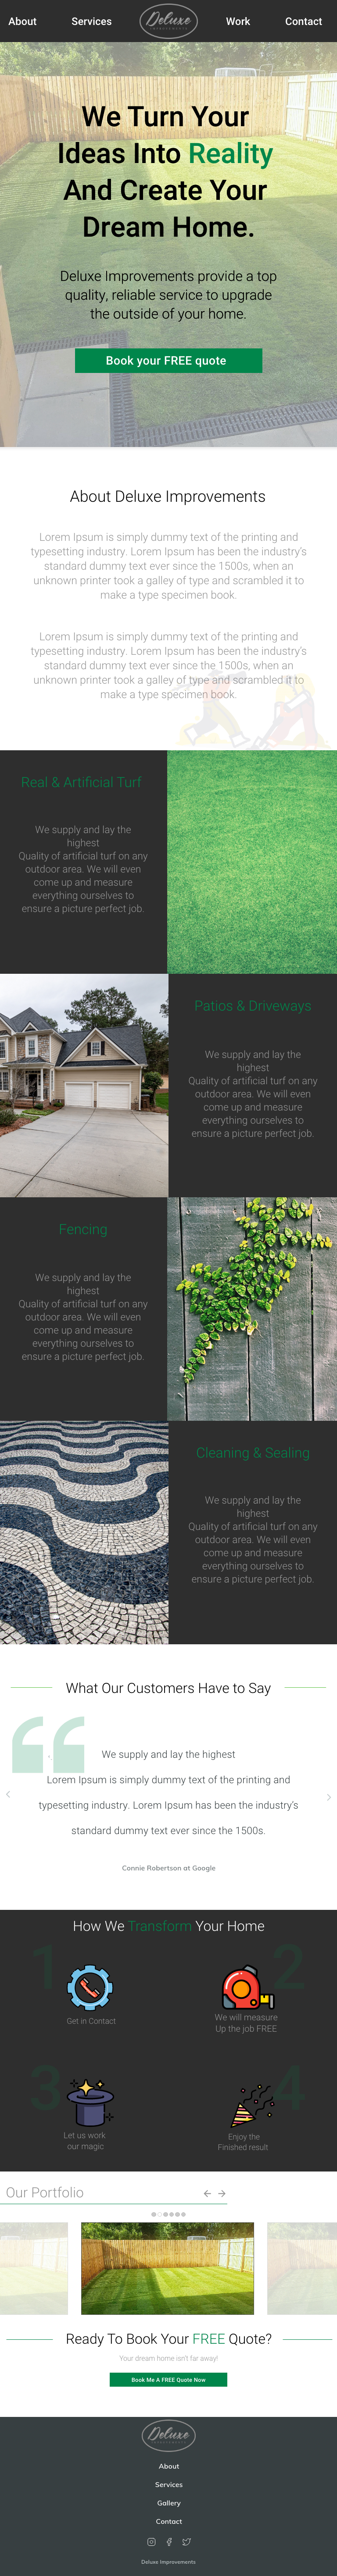 About
Services
Deluxe
IMPROVEMENTS
Work
Contact
We Turn Your
Ideas Into Reality
And Create Your
Dream Home.
Deluxe Improvements provide a top
quality, reliable service to upgrade
the outside of your home.
Book your FREE quote
About Deluxe Improvements
Lorem Ipsum is simply dummy text of the printing and
typesetting industry. Lorem Ipsum has been the industry's
standard dummy text ever since the 1500s, when an
unknown printer took a galley of type and scrambled it to
make a type specimen book.
Lorem Ipsum is simply dummy text of the printing and
typesetting industry. Lorem Ipsum has been the industry's
standard dummy text ever since the 1500s, when an
unknown printer took a galley of type and scrambled it to
make a type specimen book.
Real & Artificial Turf
We supply and lay the
highest
Quality of artificial turf on any
outdoor area. We will even
come up and measure
everything ourselves to
ensure a picture perfect job.
Patios & Driveways
We supply and lay the
highest
Quality of artificial turf on any
outdoor area. We will even
come up and measure
everything ourselves to
ensure a picture perfect job.
Fencing
We supply and lay the
highest
Quality of artificial turf on any
outdoor area. We will even
come up and measure
everything ourselves to
ensure a picture perfect job.
Cleaning & Sealing
We supply and lay the
highest
Quality of artificial turf on any
outdoor area. We will even
come up and measure
everything ourselves to
ensure a picture perfect job.
What Our Customers Have to Say
We supply and lay the highest
Lorem Ipsum is simply dummy text of the printing and
typesetting industry. Lorem Ipsum has been the industry's
standard dummy text ever since the 1500s.
Connie Robertson at Google
How We Transform Your Home
1
Get in Contact
2
We will measure
Up the job FREE
3
Let us work
our magic
4
Enjoy the
Finished result
Our Portfolio
Ready To Book Your FREE Quote?
Your dream home isn't far away!
Book Me A FREE Quote Now
Deluxe
IMPROVEMENTS
About
Services
Gallery
Contact
Deluxe Improvements